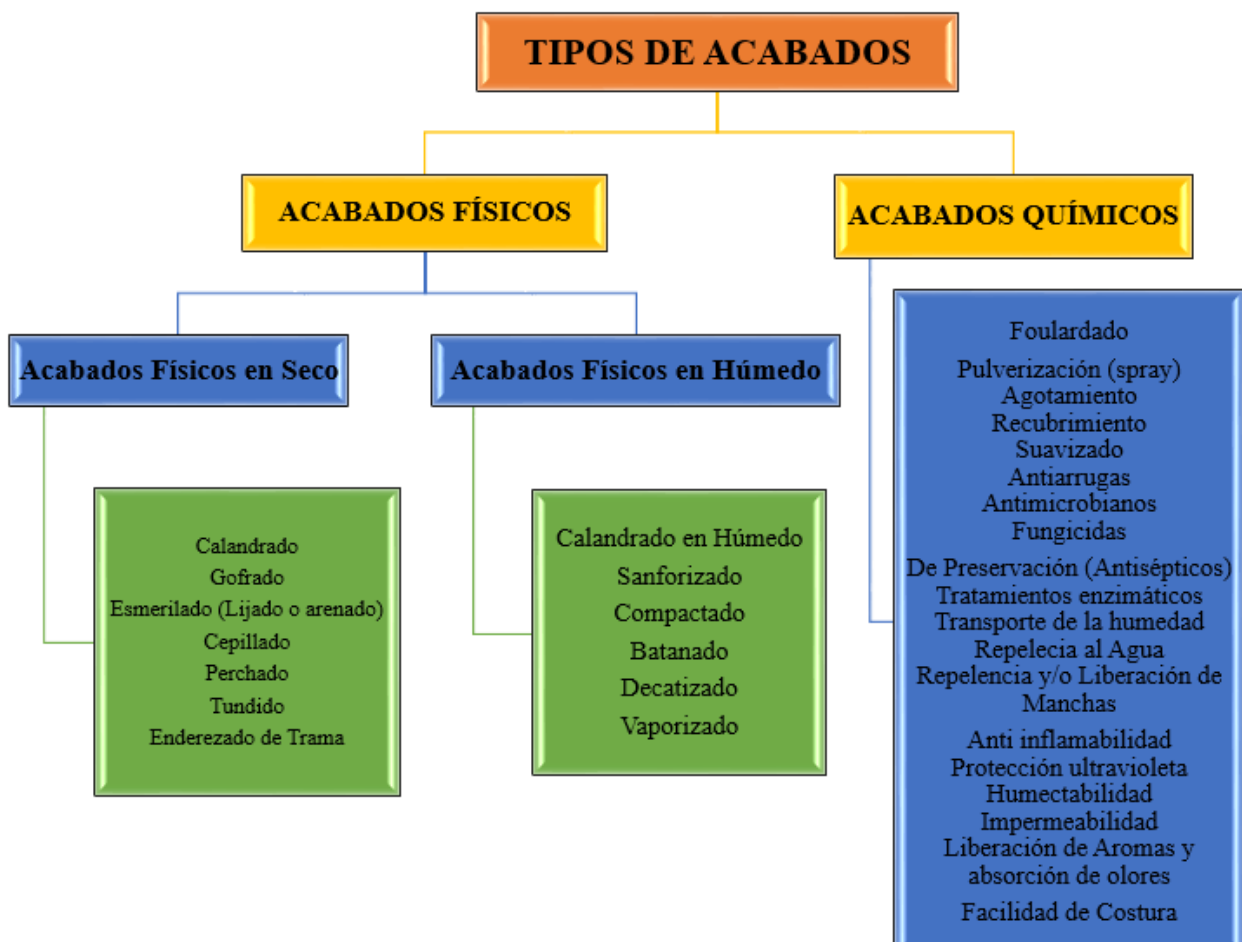 TIPOS DE ACABADOS
ACABADOS FÍSICOS
ACABADOS QUÍMICOS
Acabados Físicos en Seco
Acabados Físicos en Húmedo
Calandrado
Gofrado
Esmerilado (Lijado o arenado)
Cepillado
Perchado
Tundido
Enderezado de Trama
Calandrado en Húmedo
Sanforizado
Compactado
Batanado
Decatizado
Vaporizado
Foulardado
Pulverización (spray)
Agotamiento
Recubrimiento
Suavizado
Antiarrugas
Antimicrobianos
Fungicidas
De Preservación (Antisépticos)
Tratamientos enzimáticos
Transporte de la humedad
Repelecia al Agua
Repelencia y/o Liberación de
Manchas
Anti inflamabilidad
Protección ultravioleta
Humectabilidad
Impermeabilidad
Liberación de Aromas y
absorción de olores
Facilidad de Costura